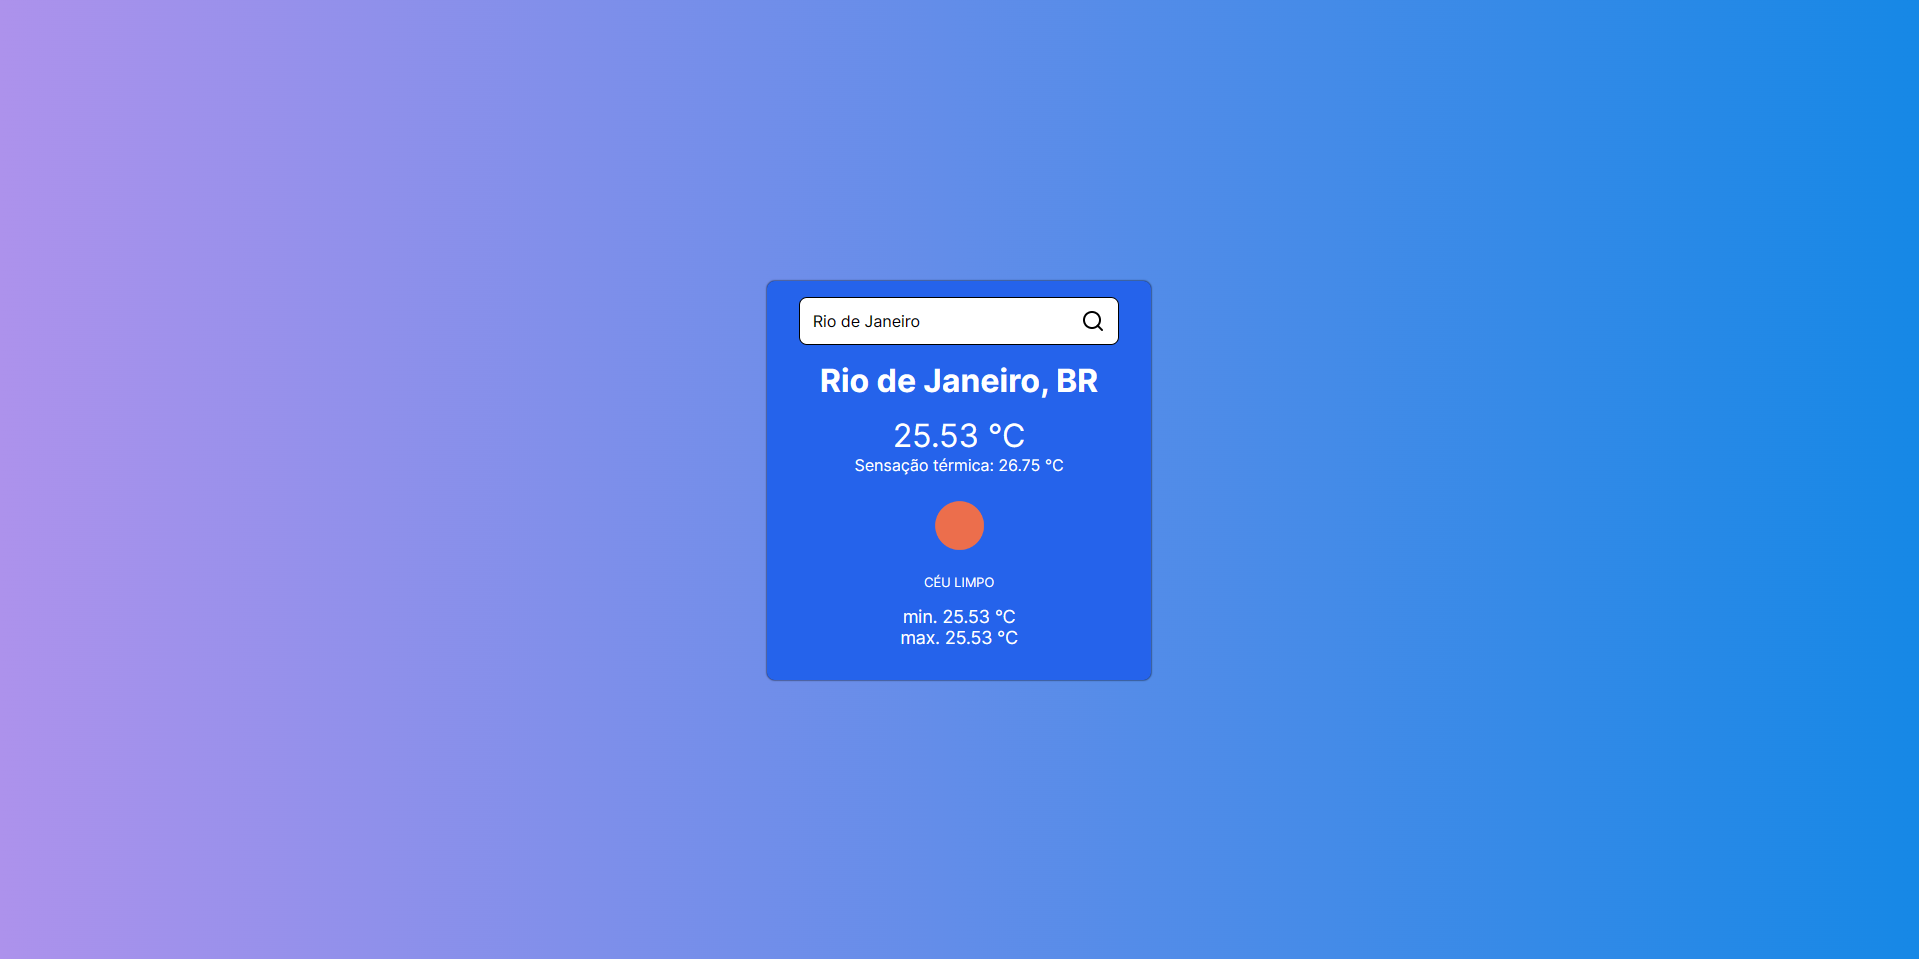 Rio de Janeiro
Rio de Janeiro, BR
25.53 °C
Sensação térmica: 26.75 °C
CÉU LIMPO
min. 25.53 °C
max. 25.53 °C